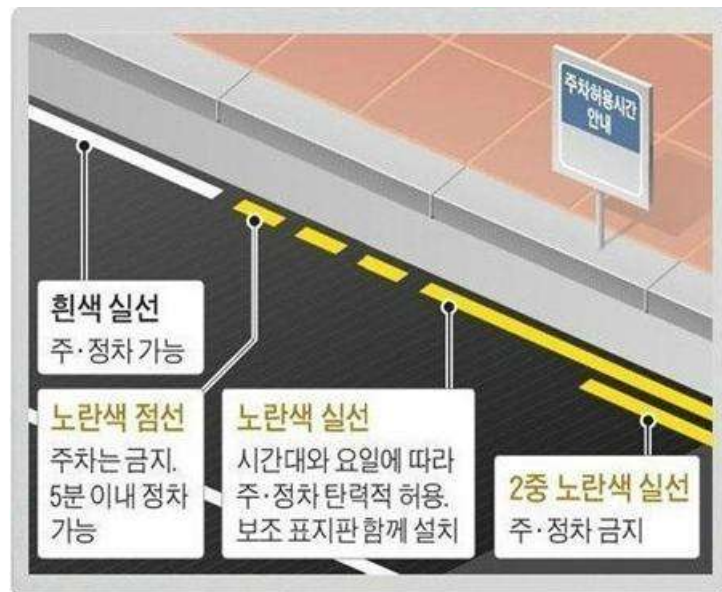 주차허용시간
안내
흰색 실선
주·정차 가능
노란색 점선
주차는 금지.
5분 이내 정차
가능
노란색 실선
시간대와 요일에 따라
주·정차 탄력적 허용.
보조 표지판 함께 설치
2중 노란색 실선
주·정차 금지